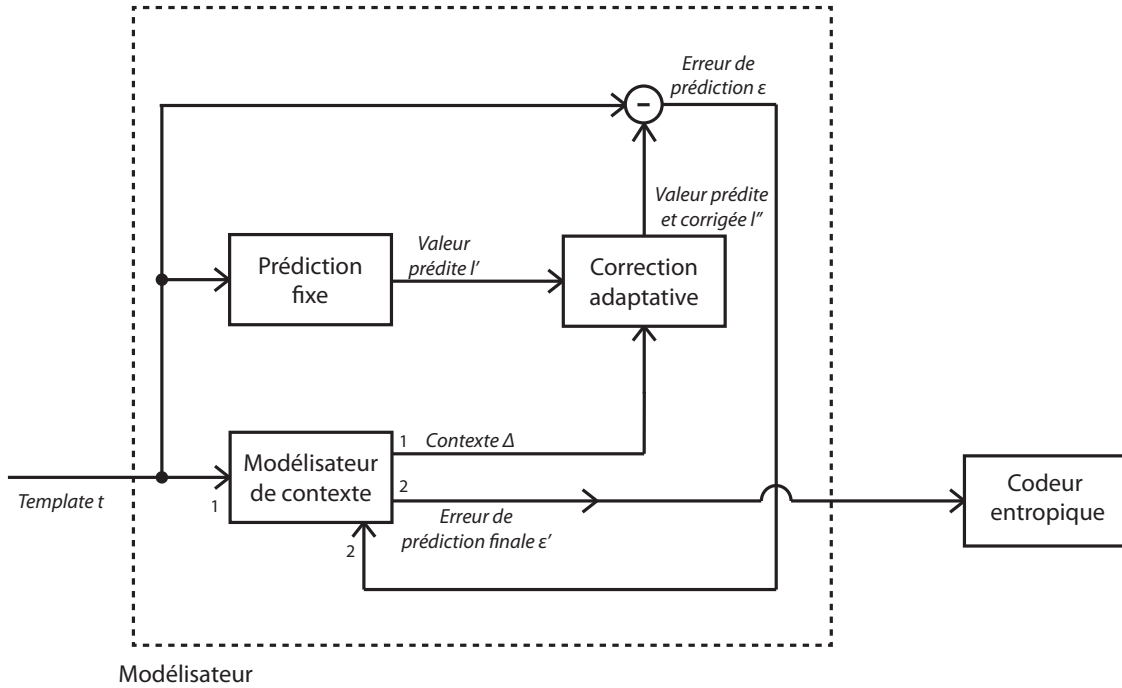 Erreur de
prédiction ε
-
Valeur prédite
et corrigée l’’
Valeur
prédite l’
Prédiction
fixe
Correction
adaptative
1
Contexte Δ
Modélisateur
de contexte
2
Template t
1
Erreur de
prédiction finale ε’
2
Codeur
entropique
Modélisateur